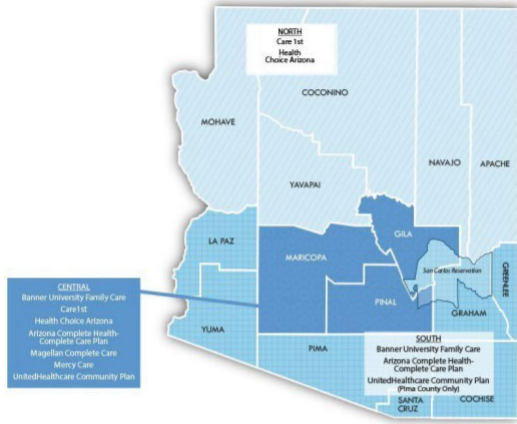 NORTH
Care 1st
Health
Choice Arizona
COCONINO
MOHAVE
NAVAJO
APACHE
YAVAPAI
GILA
LA PAZ
MARICOPA
San Carlos Reservation
GREENLEE
CENTRAL
Banner University Family Care
Care1st
Health Choice Arizona
Arizona Complete Health-
Complete Care Plan
Magellan Complete Care
Mercy Care
UnitedHealthcare Community Plan
PINAL
GRAHAM
YUMA
PIMA
SOUTH
Banner University Family Care
Arizona Complete Health-
Complete Care Plan
UnitedHealthcare Community Plan
(Pima County Only)
SANTA
CRUZ
COCHISE